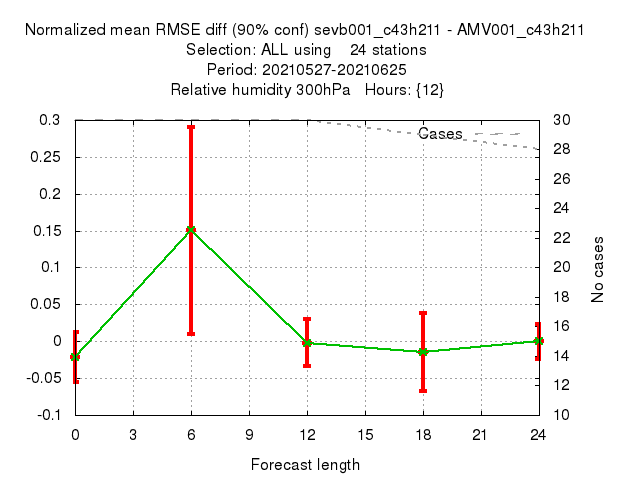 Normalized mean RMSE diff (90% conf) sevb001_c43h211 - AMV001_c43h211
Selection: ALL using    24 stations
Period: 20210527-20210625
Relative humidity 300hPa   Hours: {12}
Cases
0.3
0.25
0.2
0.15
0.1
0.05
0
-0.05
-0.1
30
28
26
24
22
20
18
16
14
12
10
No cases
0 3 6 9 12 15 18 21 24
Forecast length